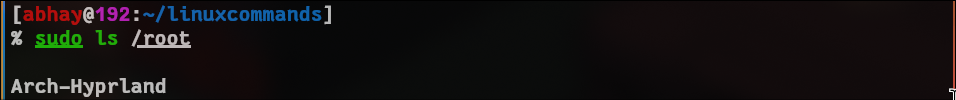 [abhay@192:~/linuxcommands]
% sudo ls /root
Arch-Hyprland